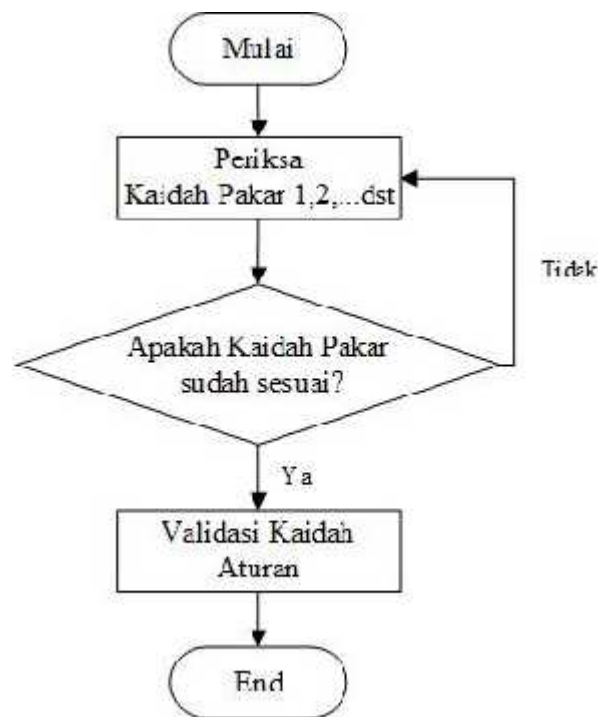 Mulai
Periksa
Kaidah Pakar 1,2,...dst
Tidak
Apakah Kaidah Pakar
sudah sesuai?
Ya
Validasi Kaidah
Aturan
End